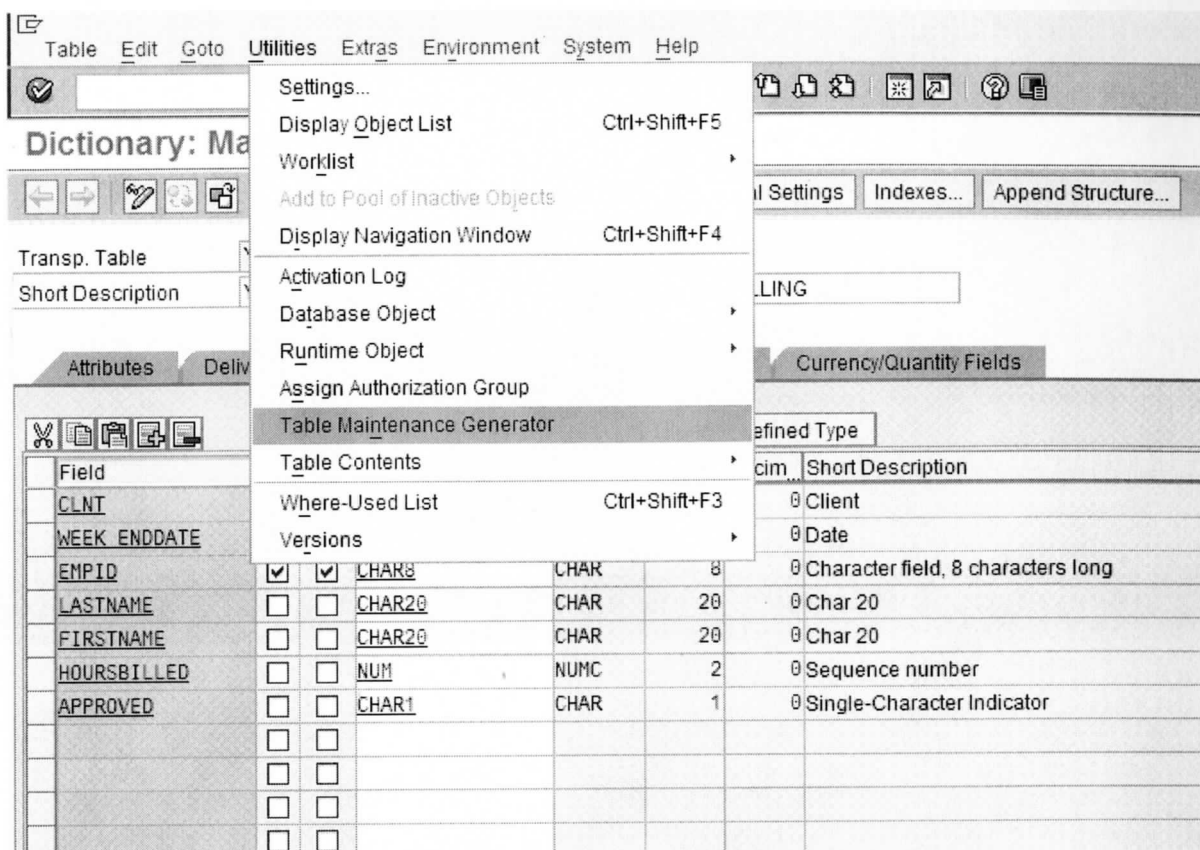 Table Edit Goto Utilities Extras Environment System Help
Settings...
Display Object List Ctrl+Shift+F5
Dictionary: Ma
Worklist
Add to Pool of Inactive Objects
l Settings Indexes... Append Structure...
Display Navigation Window Ctrl+Shift+F4
Transp. Table
Activation Log
Short Description LLING
Database Object
Runtime Object
Attributes Deliv Currency/Quantity Fields
Assign Authorization Group
Table Maintenance Generator
efined Type
Table Contents
Field cim... Short Description
Where-Used List Ctrl+Shift+F3
CLNT 0 Client
Versions
WEEK_ENDDATE 0 Date
EMPID CHAR8 CHAR 8 0 Character field, 8 characters long
LASTNAME CHAR20 CHAR 20 0 Char 20
FIRSTNAME CHAR20 CHAR 20 0 Char 20
HOURSBILLED NUM NUMC 2 0 Sequence number
APPROVED CHAR1 CHAR 1 0 Single-Character Indicator